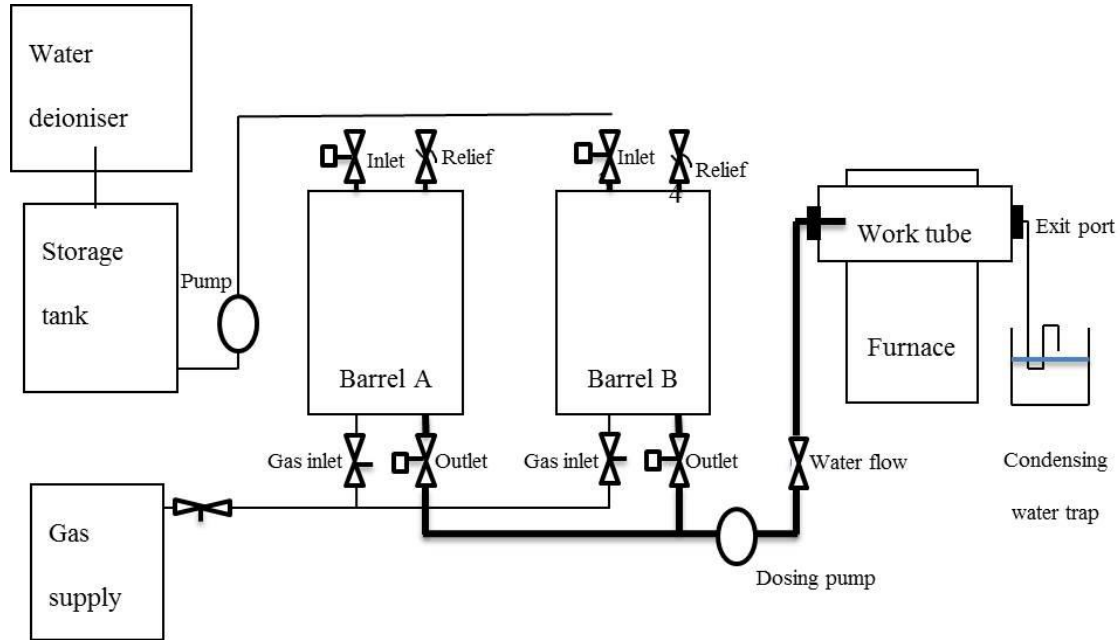 Water
deioniser
Storage
tank
Pump
Inlet
Relief
Inlet
Relief
4
Barrel A
Barrel B
Gas inlet
Outlet
Gas inlet
Outlet
Gas
supply
Dosing pump
Water flow
Work tube
Furnace
Exit port
Condensing
water trap